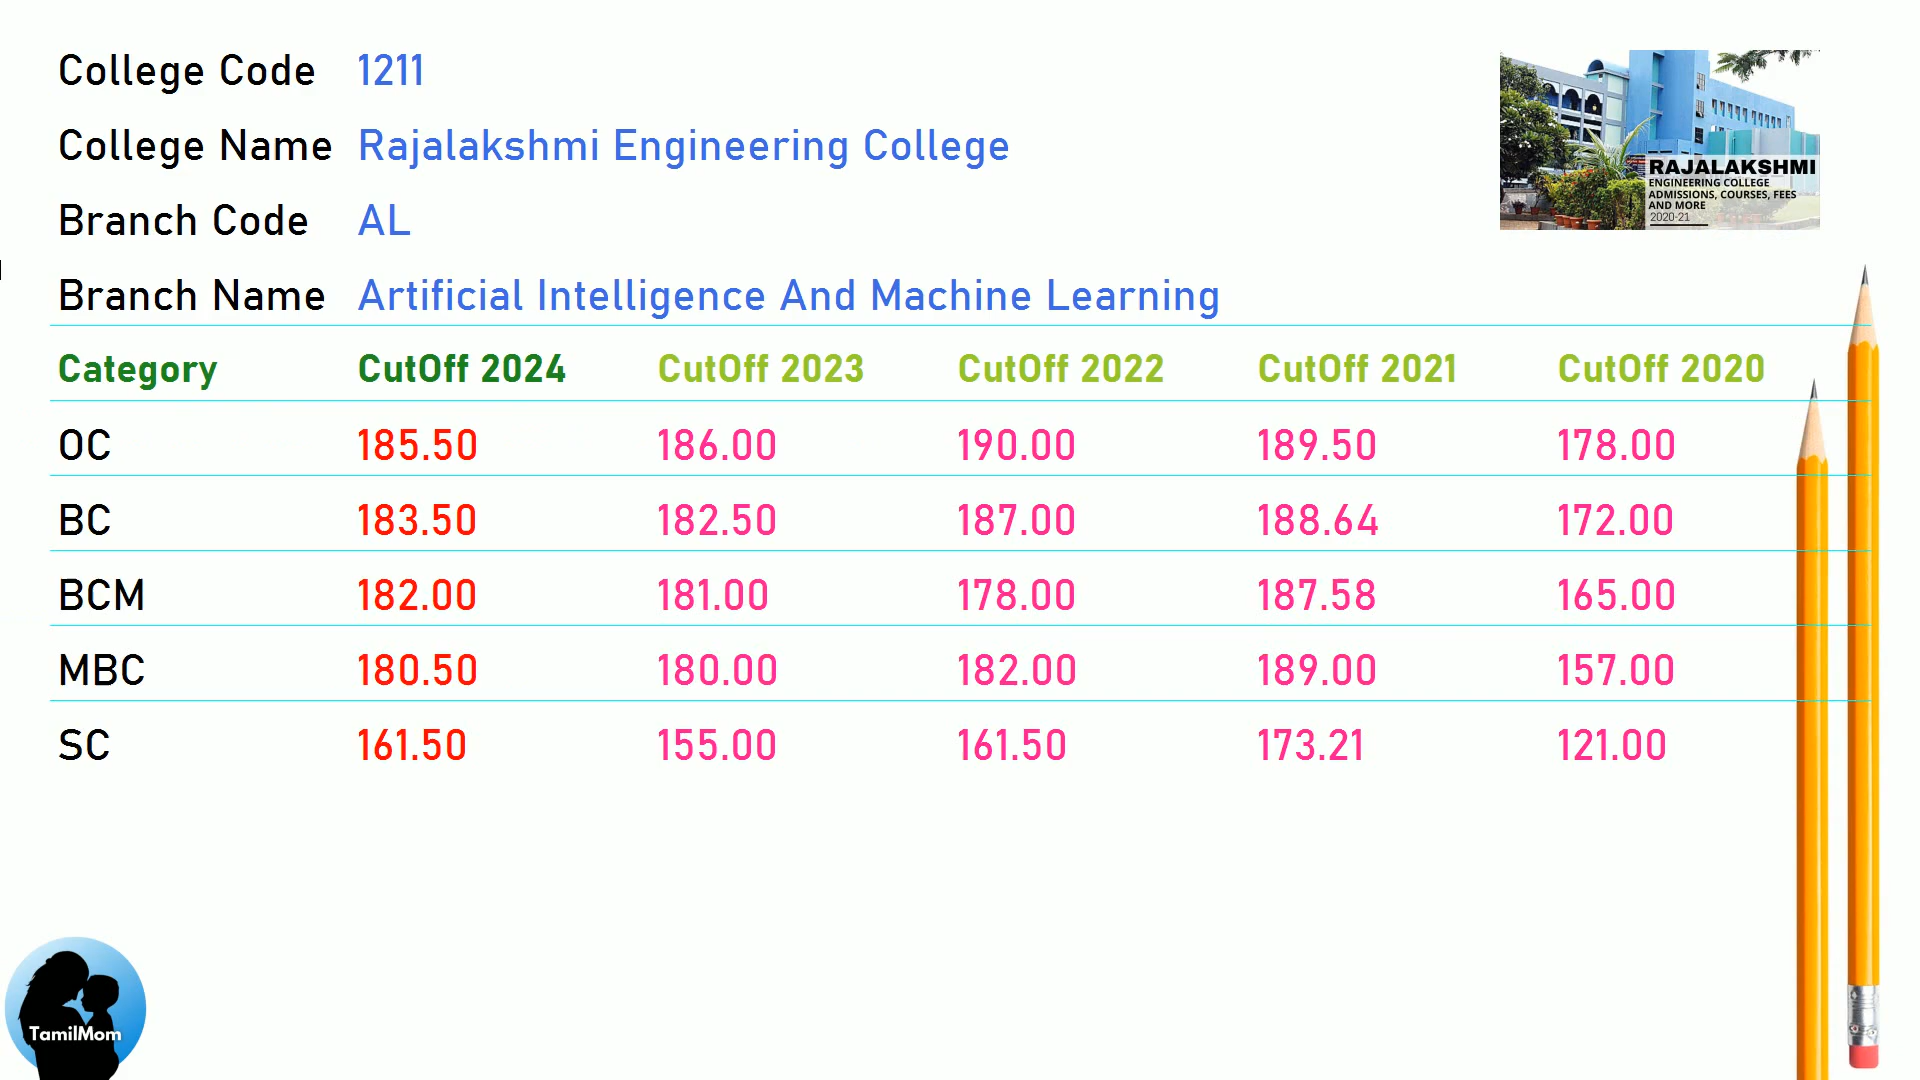 College Code 1211
College Name Rajalakshmi Engineering College
Branch Code AL
Branch Name Artificial Intelligence And Machine Learning
RAJALAKSHMI
ENGINEERING COLLEGE
ADMISSIONS, COURSES, FEES
AND MORE
2020-21
Category CutOff 2024 CutOff 2023 CutOff 2022 CutOff 2021 CutOff 2020
OC 185.50 186.00 190.00 189.50 178.00
BC 183.50 182.50 187.00 188.64 172.00
BCM 182.00 181.00 178.00 187.58 165.00
MBC 180.50 180.00 182.00 189.00 157.00
SC 161.50 155.00 161.50 173.21 121.00
TamilMom